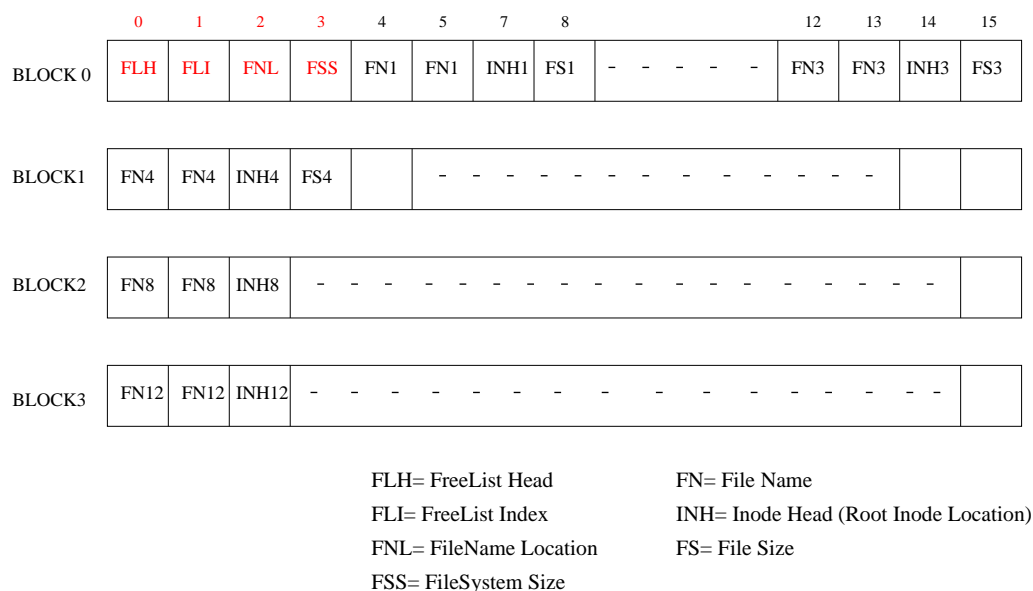 0 1 2 3 4 5 7 8 12 13 14 15
BLOCK 0 FLH FLI FNL FSS FN1 FN1 INH1 FS1 - - - - - FN3 FN3 INH3 FS3
BLOCK1 FN4 FN4 INH4 FS4 - - - - - - - - - - - - -
BLOCK2 FN8 FN8 INH8 - - - - - - - - - - - - - - - - -
BLOCK3 FN12 FN12 INH12 - - - - - - - - - - - - - - - -
FLH= FreeList Head FN= File Name
FLI= FreeList Index INH= Inode Head (Root Inode Location)
FNL= FileName Location FS= File Size
FSS= FileSystem Size